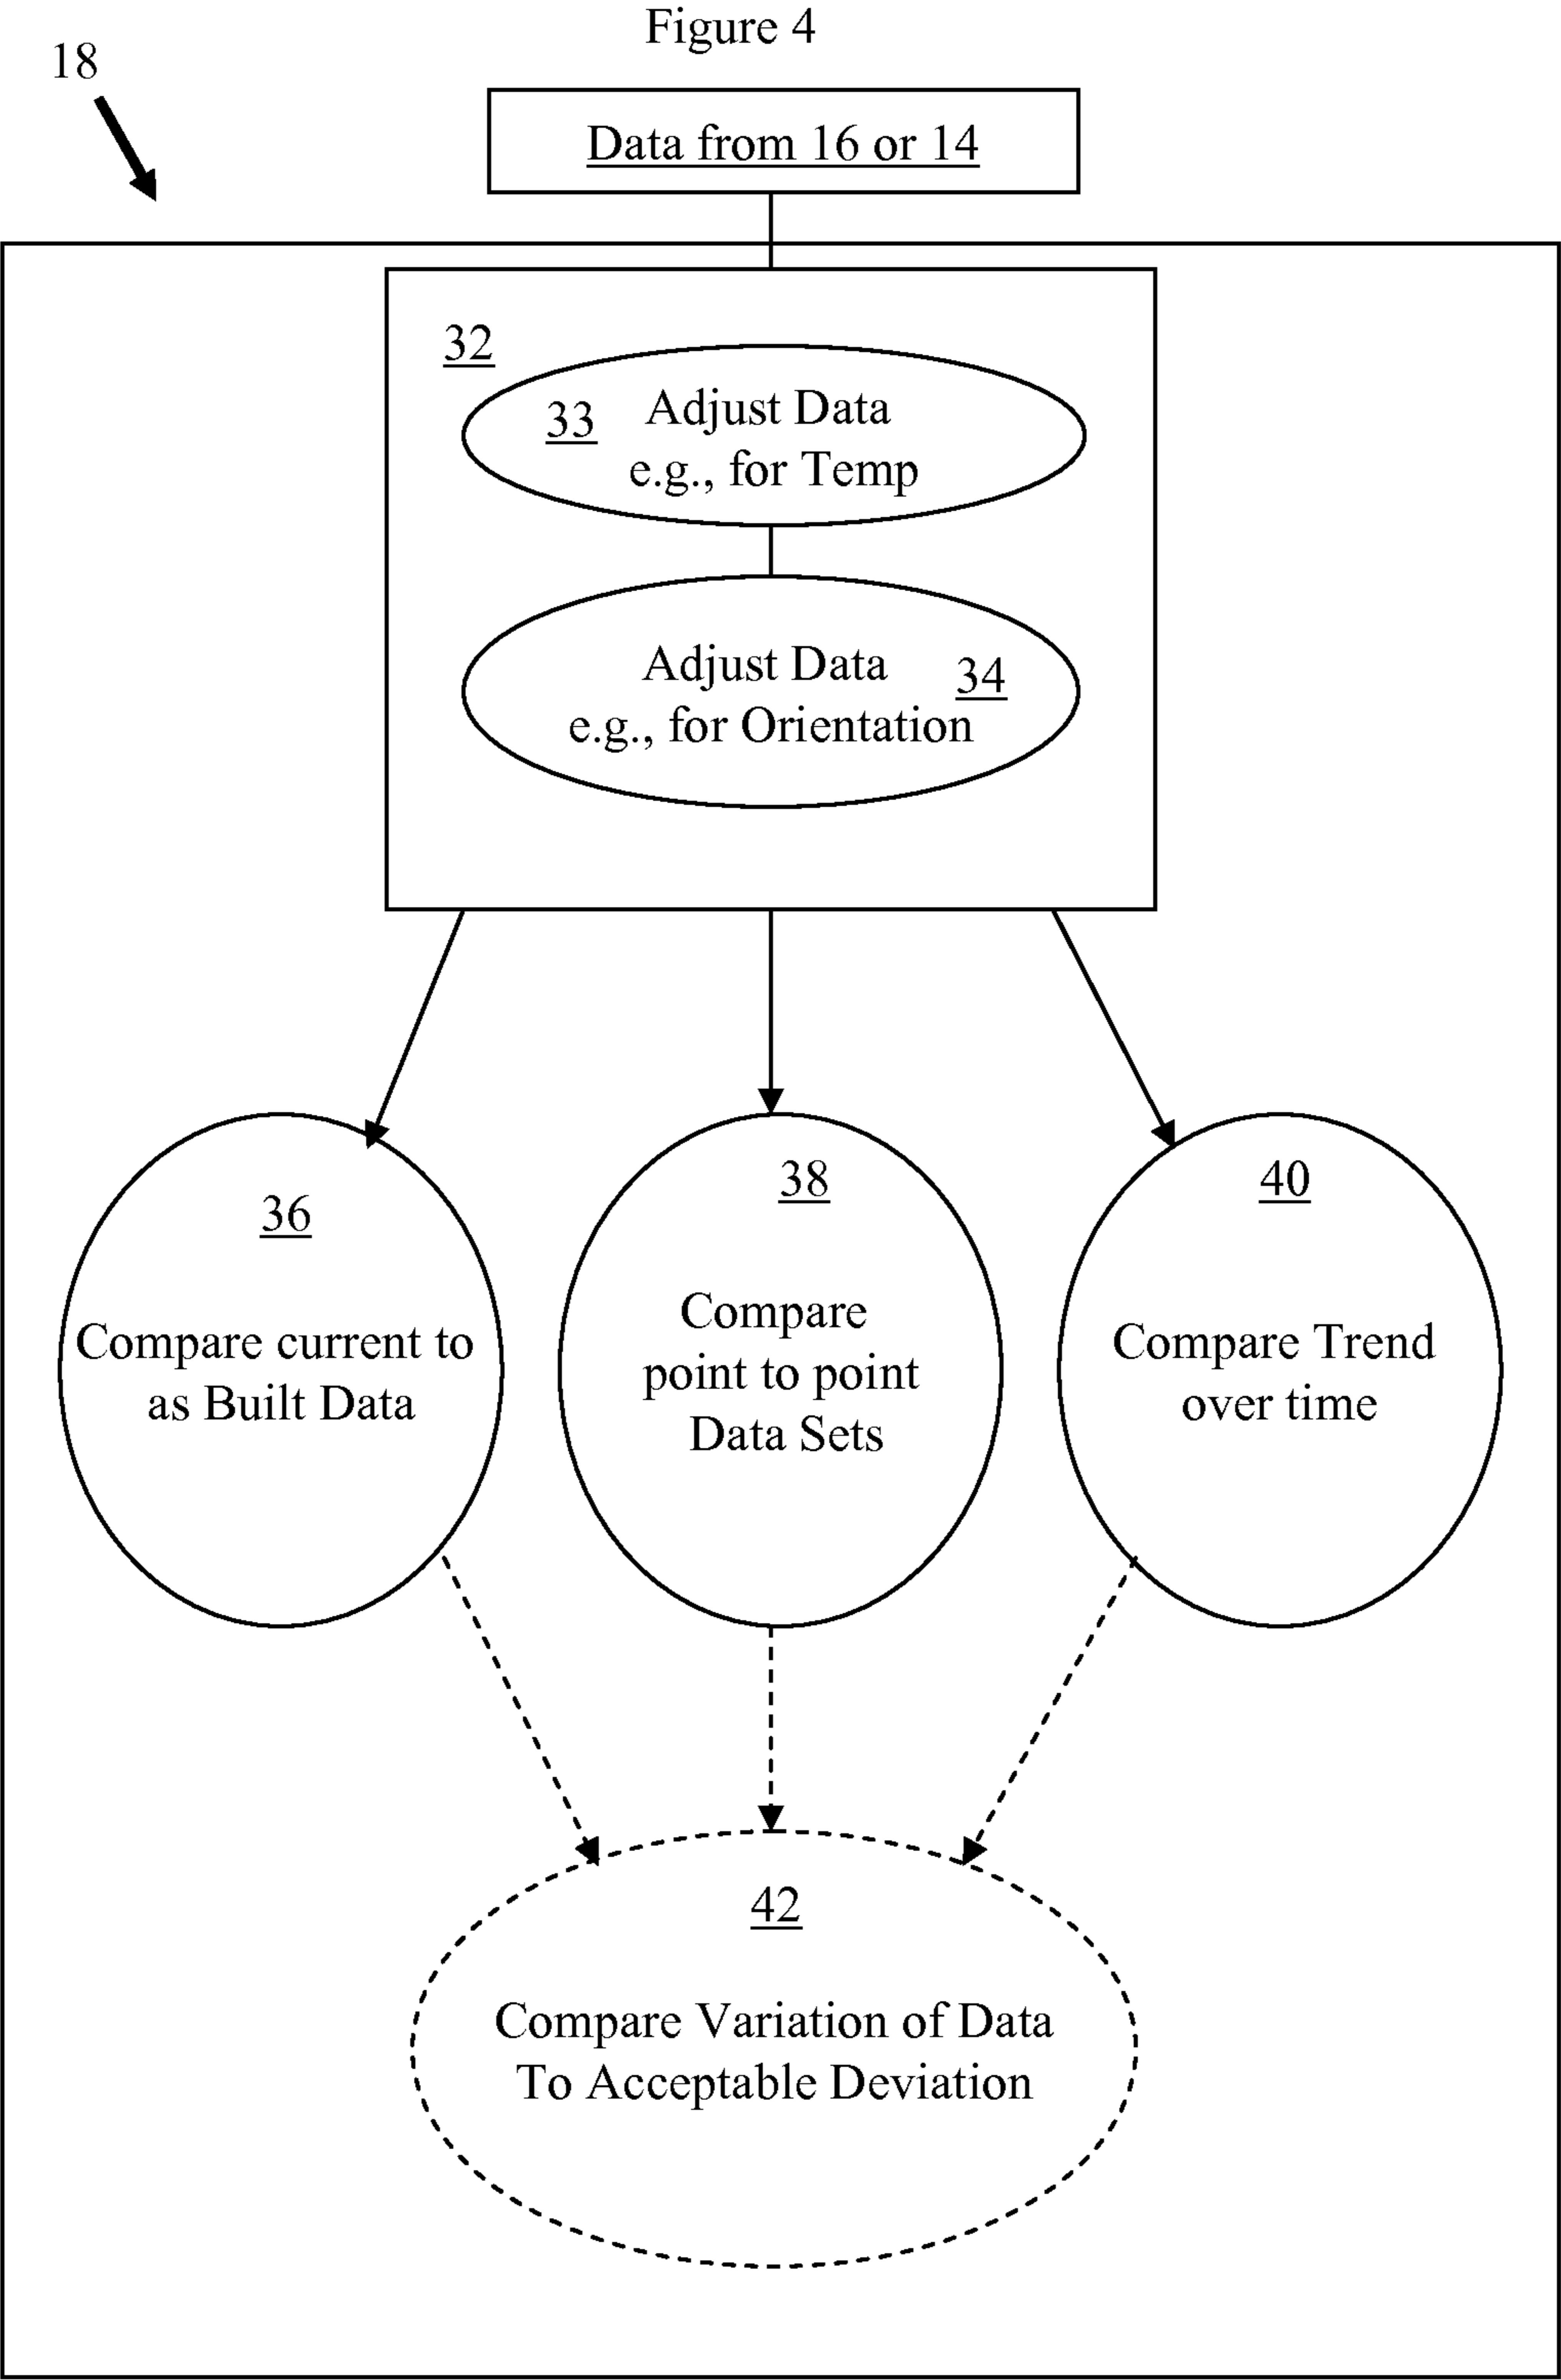 Figure 4
18
Data from 16 or 14
32
33 Adjust Data
e.g., for Temp
Adjust Data 34
e.g., for Orientation
36
Compare current to
as Built Data
38
Compare
point to point
Data Sets
40
Compare Trend
over time
42
Compare Variation of Data
To Acceptable Deviation